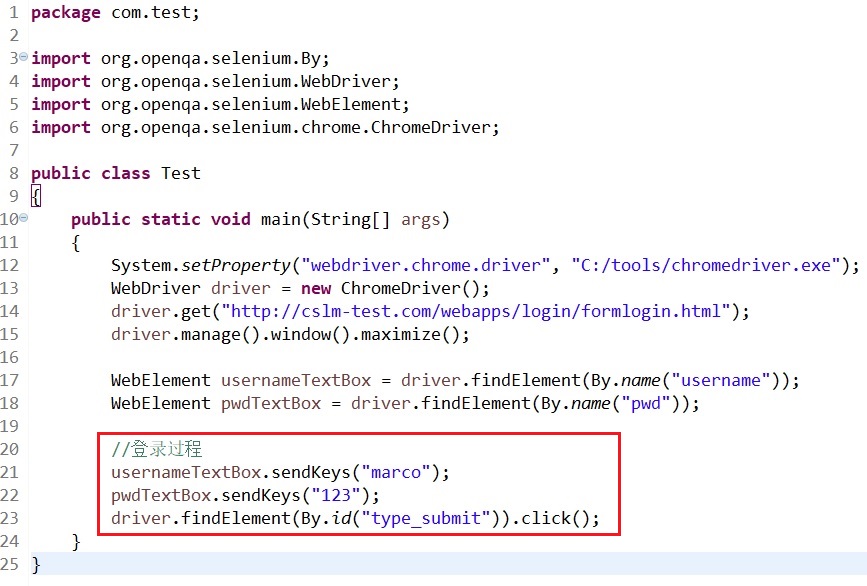 1 package com.test;
2
3 import org.openqa.selenium.By;
4 import org.openqa.selenium.WebDriver;
5 import org.openqa.selenium.WebElement;
6 import org.openqa.selenium.chrome.ChromeDriver;
7
8 public class Test
9 {
10     public static void main(String[] args)
11     {
12         System.setProperty("webdriver.chrome.driver", "C:/tools/chromedriver.exe");
13         WebDriver driver = new ChromeDriver();
14         driver.get("http://cslm-test.com/webapps/login/formlogin.html");
15         driver.manage().window().maximize();
16
17         WebElement usernameTextBox = driver.findElement(By.name("username"));
18         WebElement pwdTextBox = driver.findElement(By.name("pwd"));
19
20         //登录过程
21         usernameTextBox.sendKeys("marco");
22         pwdTextBox.sendKeys("123");
23         driver.findElement(By.id("type_submit")).click();
24     }
25 }